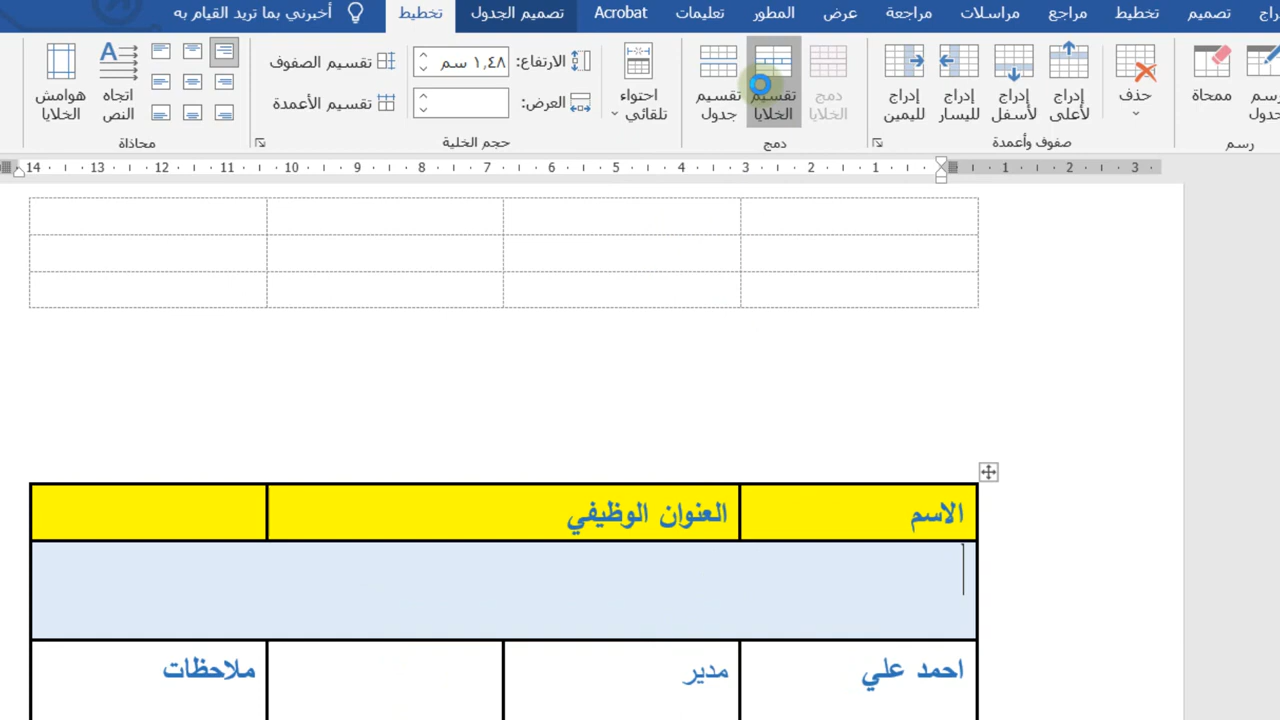 راج تصميم تخطيط مراجع مراسلات مراجعة عرض المطور تعليمات Acrobat تصميم الجدول تخطيط أخبرني بما تريد القيام به
رسم جدول
ممحاة
حذف
إدراج لأعلى
إدراج لأسفل
إدراج لليسار
إدراج لليمين
دمج الخلايا
تقسيم الخلايا
تقسيم جدول
احتواء تلقائي
الارتفاع: ١,٤٨ سم
العرض:
تقسيم الصفوف
تقسيم الأعمدة
اتجاه النص
هوامش الخلايا
رسم صفوف وأعمدة دمج حجم الخلية محاذاة
14 13 12 11 10 9 8 7 6 5 4 3 2 1 1 2 3
الاسم العنوان الوظيفي
احمد علي مدير ملاحظات